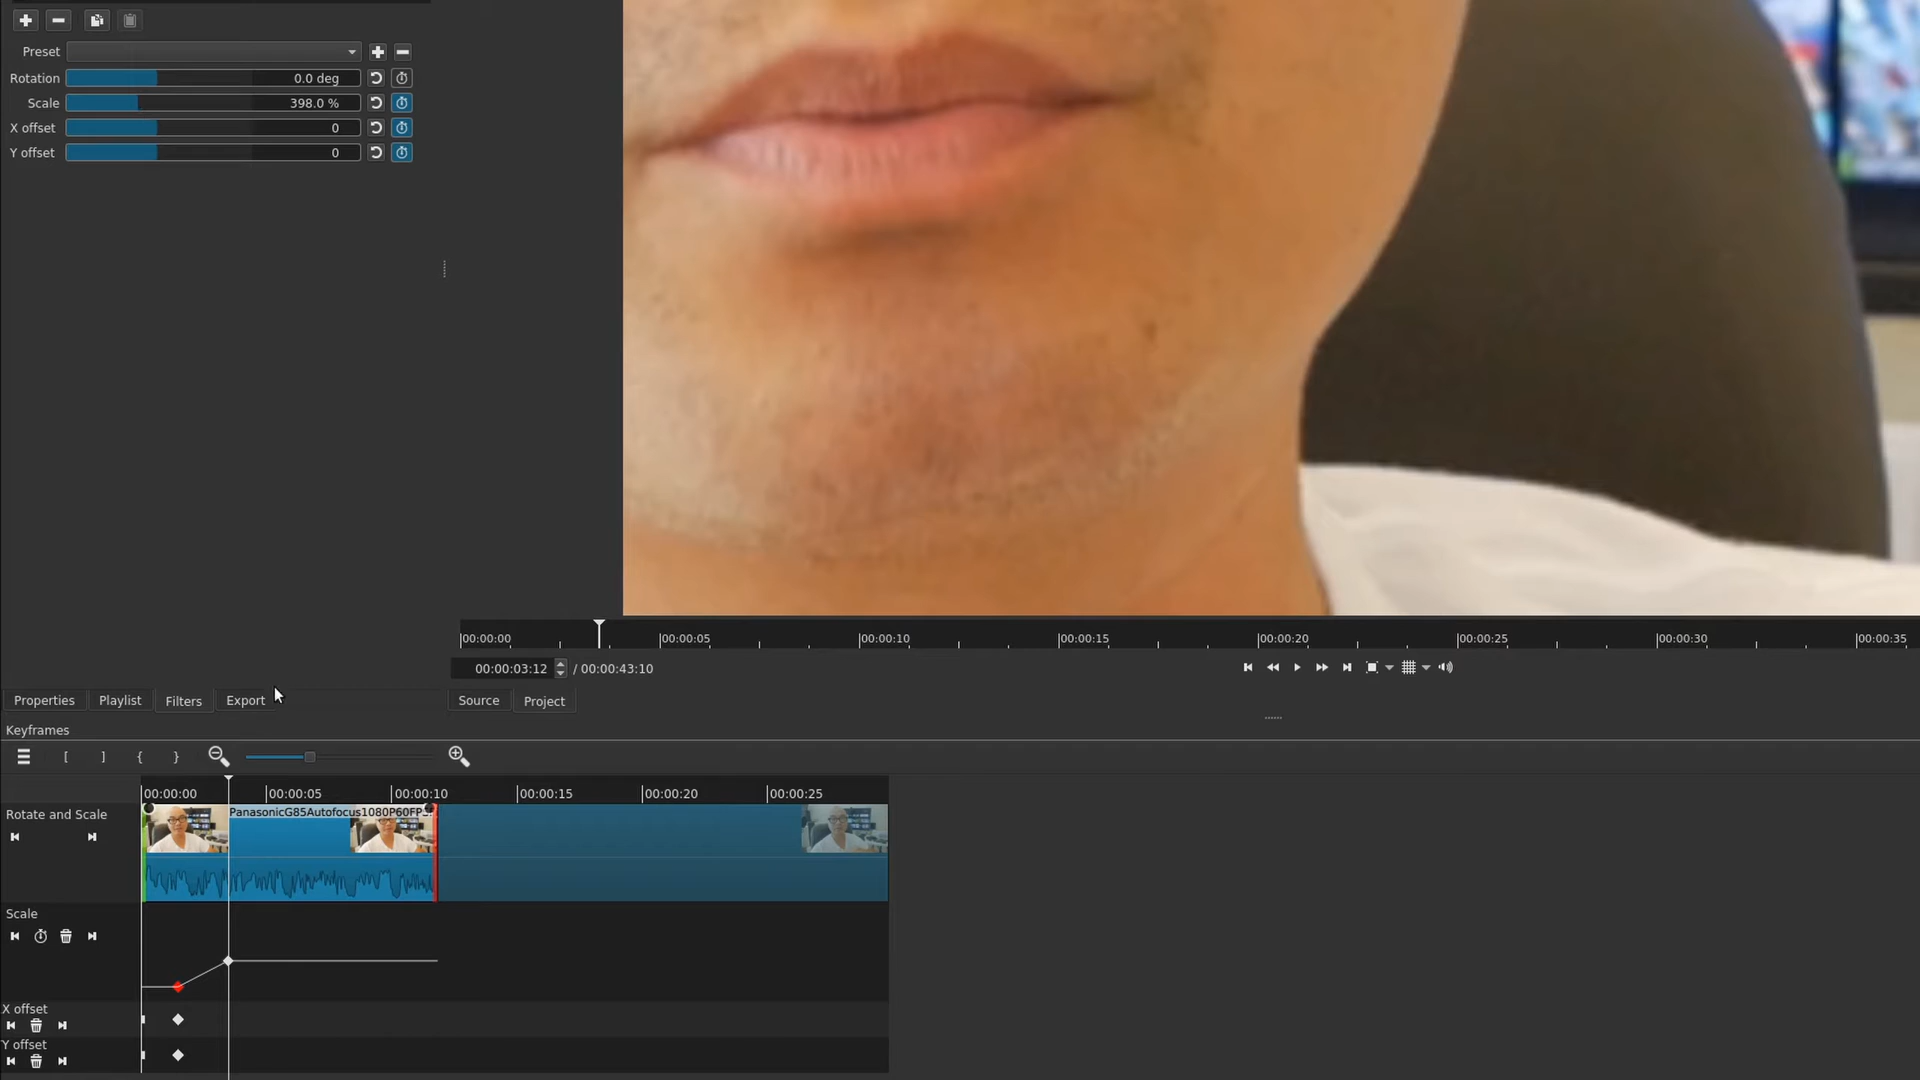 Preset
Rotation 0.0 deg
Scale 398.0 %
X offset 0
Y offset 0
00:00:00 00:00:05 00:00:10 00:00:15 00:00:20 00:00:25 00:00:30 00:00:35
00:00:03:12 / 00:00:43:10
Properties Playlist Filters Export Source Project
Keyframes
[ ] { }
00:00:00 00:00:05 00:00:10 00:00:15 00:00:20 00:00:25
Rotate and Scale
PanasonicG85Autofocus1080P60FP
Scale
X offset
Y offset